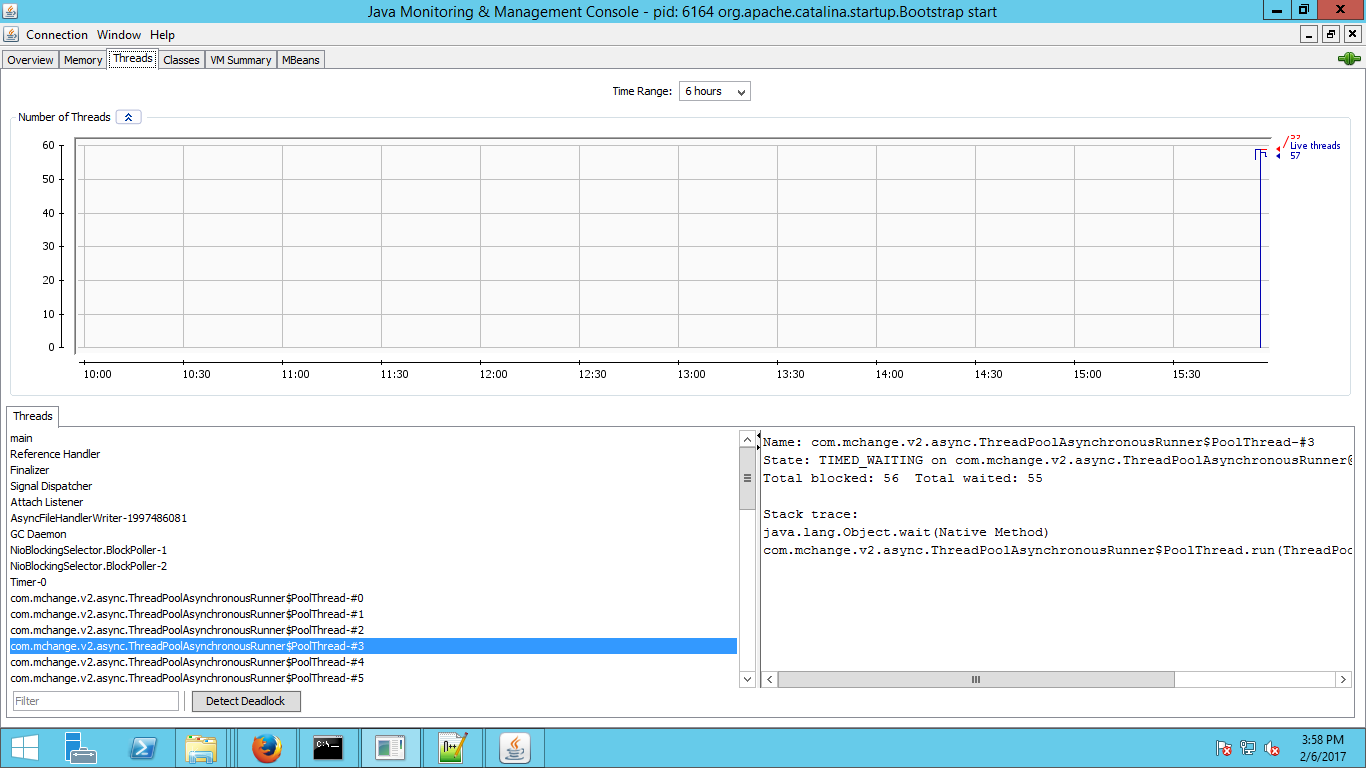 Java Monitoring & Management Console - pid: 6164 org.apache.catalina.startup.Bootstrap start
Connection Window Help
Overview Memory Threads Classes VM Summary MBeans
Time Range: 6 hours
Number of Threads
60
50
40
30
20
10
0
Live threads
57
10:00 10:30 11:00 11:30 12:00 12:30 13:00 13:30 14:00 14:30 15:00 15:30
Threads
main
Reference Handler
Finalizer
Signal Dispatcher
Attach Listener
AsyncFileHandlerWriter-1997486081
GC Daemon
NioBlockingSelector.BlockPoller-1
NioBlockingSelector.BlockPoller-2
Timer-0
com.mchange.v2.async.ThreadPoolAsynchronousRunner$PoolThread-#0
com.mchange.v2.async.ThreadPoolAsynchronousRunner$PoolThread-#1
com.mchange.v2.async.ThreadPoolAsynchronousRunner$PoolThread-#2
com.mchange.v2.async.ThreadPoolAsynchronousRunner$PoolThread-#3
com.mchange.v2.async.ThreadPoolAsynchronousRunner$PoolThread-#4
com.mchange.v2.async.ThreadPoolAsynchronousRunner$PoolThread-#5
Filter
Detect Deadlock
Name: com.mchange.v2.async.ThreadPoolAsynchronousRunner$PoolThread-#3
State: TIMED_WAITING on com.mchange.v2.async.ThreadPoolAsynchronousRunner@
Total blocked: 56 Total waited: 55
Stack trace:
java.lang.Object.wait(Native Method)
com.mchange.v2.async.ThreadPoolAsynchronousRunner$PoolThread.run(ThreadPoo
C:\
3:58 PM
2/6/2017